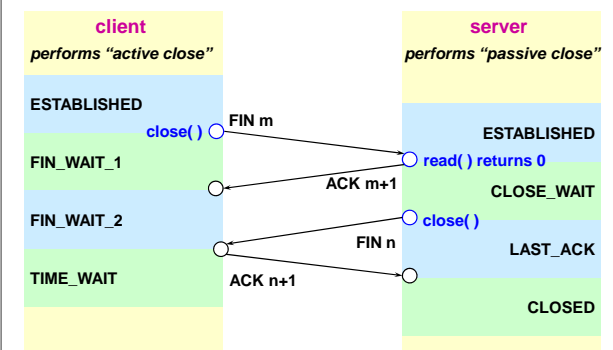 client
server
performs “active close”
performs “passive close”
ESTABLISHED
FIN m
close( )
ESTABLISHED
FIN_WAIT_1
read( ) returns 0
ACK m+1
CLOSE_WAIT
FIN_WAIT_2
close( )
FIN n
LAST_ACK
TIME_WAIT
ACK n+1
CLOSED